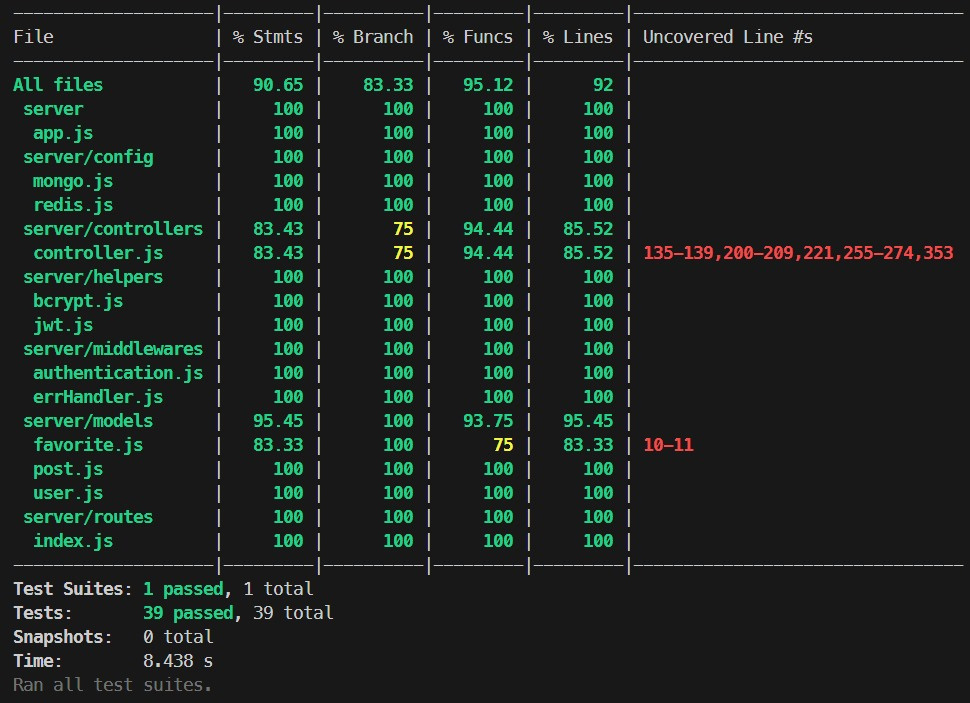 --------------------|---------|----------|---------|---------|---------------------------------
File                | % Stmts | % Branch | % Funcs | % Lines | Uncovered Line #s
--------------------|---------|----------|---------|---------|---------------------------------
All files           |   90.65 |    83.33 |   95.12 |      92 |
 server             |     100 |      100 |     100 |     100 |
  app.js            |     100 |      100 |     100 |     100 |
 server/config      |     100 |      100 |     100 |     100 |
  mongo.js          |     100 |      100 |     100 |     100 |
  redis.js          |     100 |      100 |     100 |     100 |
 server/controllers |   83.43 |       75 |   94.44 |   85.52 |
  controller.js     |   83.43 |       75 |   94.44 |   85.52 | 135-139,200-209,221,255-274,353
 server/helpers     |     100 |      100 |     100 |     100 |
  bcrypt.js         |     100 |      100 |     100 |     100 |
  jwt.js            |     100 |      100 |     100 |     100 |
 server/middlewares |     100 |      100 |     100 |     100 |
  authentication.js |     100 |      100 |     100 |     100 |
  errHandler.js     |     100 |      100 |     100 |     100 |
 server/models      |   95.45 |      100 |   93.75 |   95.45 |
  favorite.js       |   83.33 |      100 |      75 |   83.33 | 10-11
  post.js           |     100 |      100 |     100 |     100 |
  user.js           |     100 |      100 |     100 |     100 |
 server/routes      |     100 |      100 |     100 |     100 |
  index.js          |     100 |      100 |     100 |     100 |
--------------------|---------|----------|---------|---------|---------------------------------
Test Suites: 1 passed, 1 total
Tests:       39 passed, 39 total
Snapshots:   0 total
Time:        8.438 s
Ran all test suites.